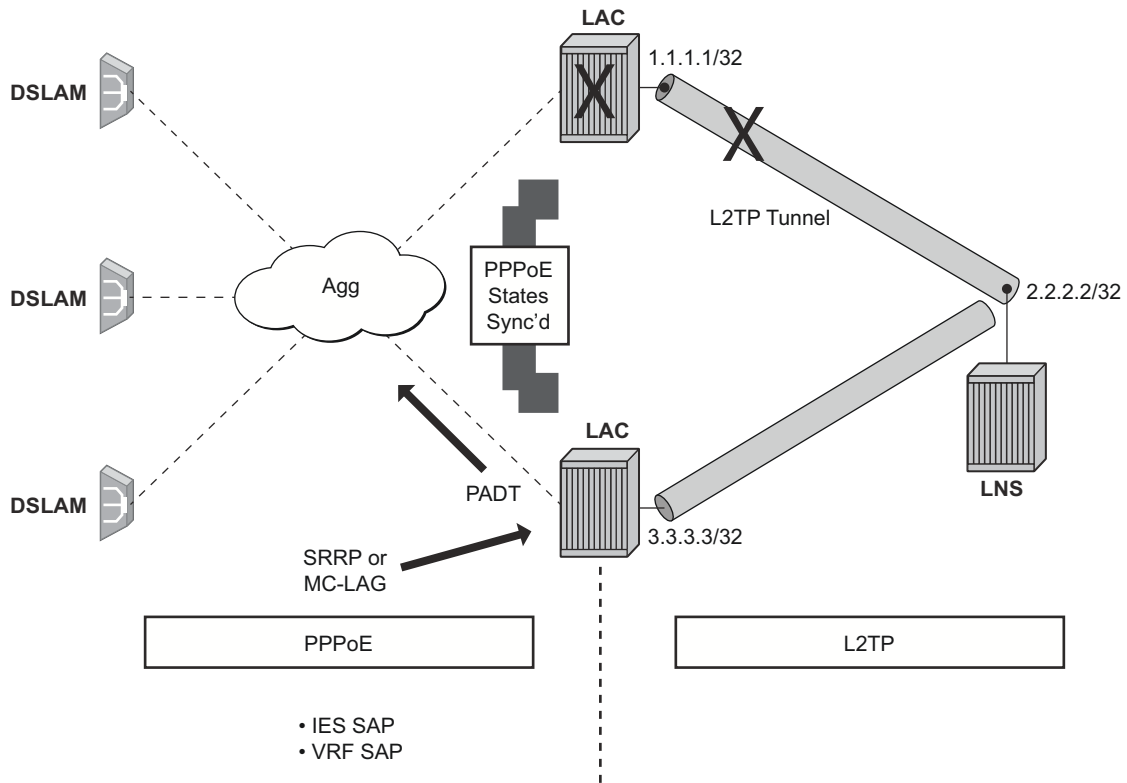 LAC
1.1.1.1/32
DSLAM
L2TP Tunnel
DSLAM
Agg
PPPoE
States
Sync'd
2.2.2.2/32
LAC
PADT
LNS
DSLAM
3.3.3.3/32
SRRP or
MC-LAG
PPPoE
L2TP
• IES SAP
• VRF SAP